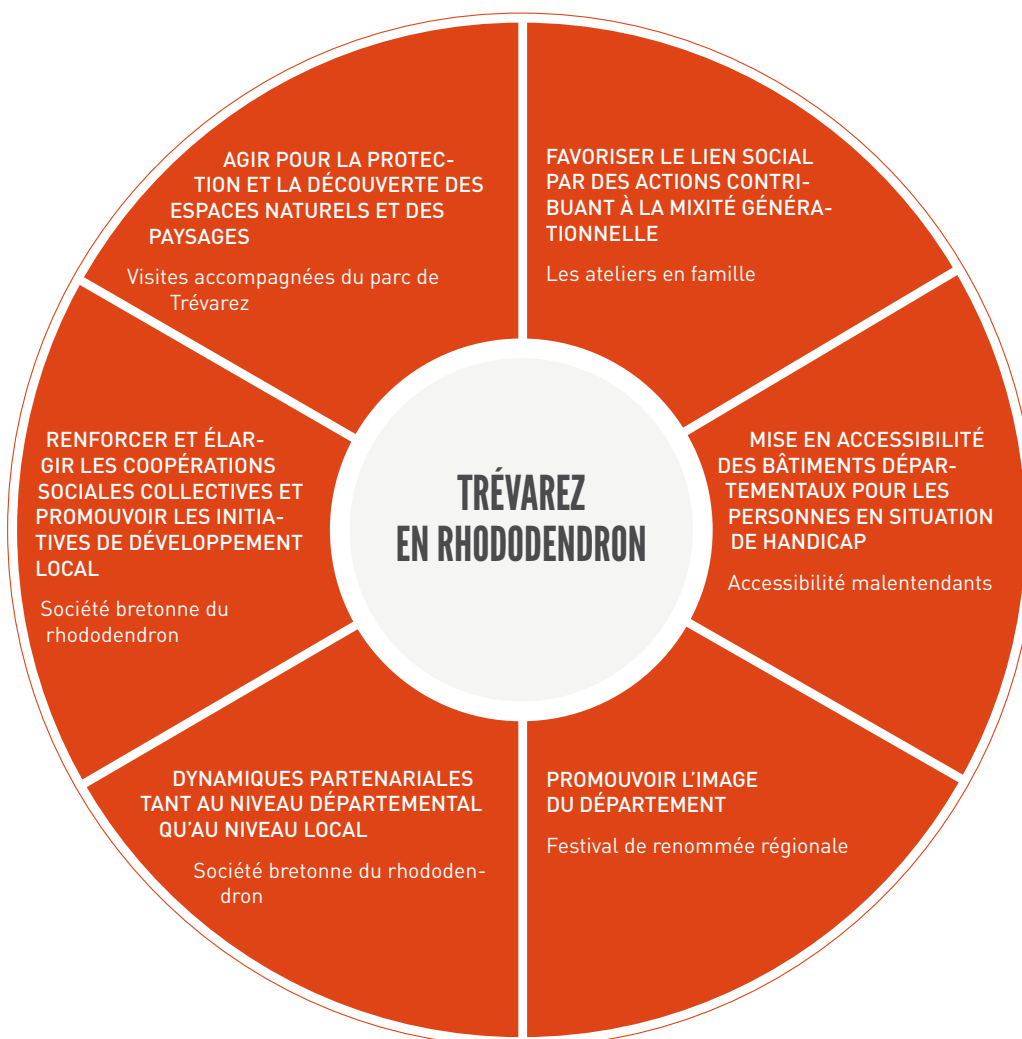 AGIR POUR LA PROTEC-
TION ET LA DÉCOUVERTE DES
ESPACES NATURELS ET DES
PAYSAGES
Visites accompagnées du parc de
Trévarez
FAVORISER LE LIEN SOCIAL
PAR DES ACTIONS CONTRI-
BUANT À LA MIXITÉ GÉNÉRA-
TIONNELLE
Les ateliers en famille
RENFORCER ET ÉLAR-
GIR LES COOPÉRATIONS
SOCIALES COLLECTIVES ET
PROMOUVOIR LES INITIA-
TIVES DE DÉVELOPPEMENT
LOCAL
Société bretonne du
rhododendron
TRÉVAREZ
EN RHODODENDRON
MISE EN ACCESSIBILITÉ
DES BÂTIMENTS DÉPAR-
TEMENTAUX POUR LES
PERSONNES EN SITUATION
DE HANDICAP
Accessibilité malentendants
DYNAMIQUES PARTENARIALES
TANT AU NIVEAU DÉPARTEMENTAL
QU'AU NIVEAU LOCAL
Société bretonne du rhododen-
dron
PROMOUVOIR L'IMAGE
DU DÉPARTEMENT
Festival de renommée régionale